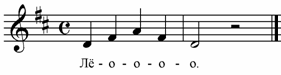 Лё - о - о - о - о.